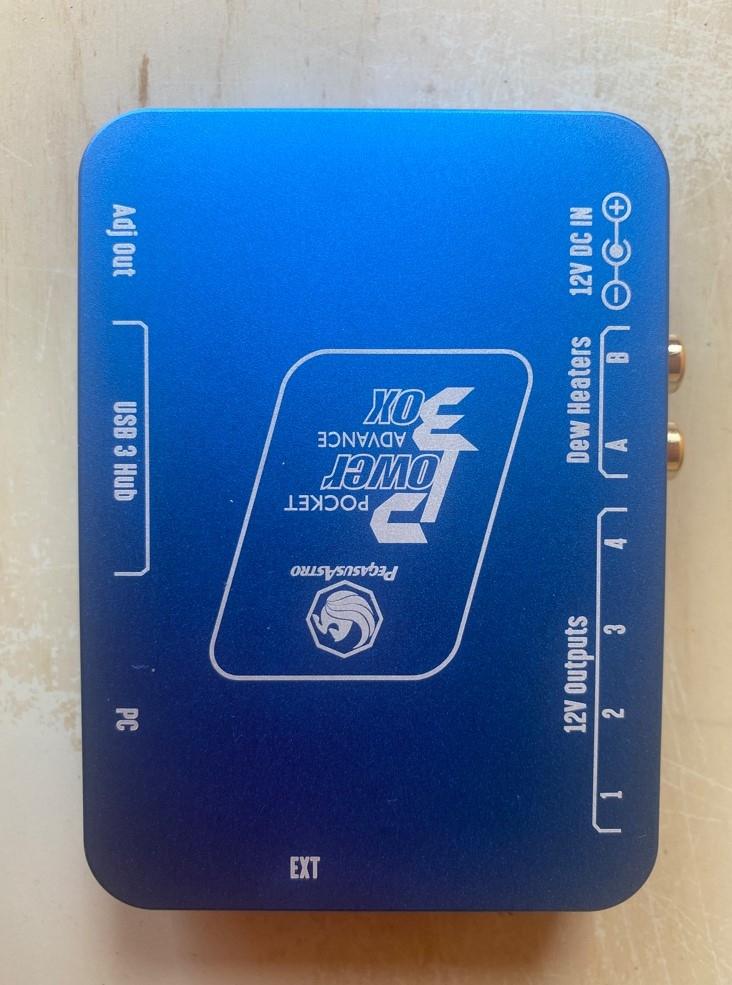 12V DC IN
+
−
Dew Heaters
B
A
12V Outputs
4
3
2
1
Adj Out
USB 3 Hub
PC
EXT
PegasusAstro
POCKET
Power
ADVANCE
Box